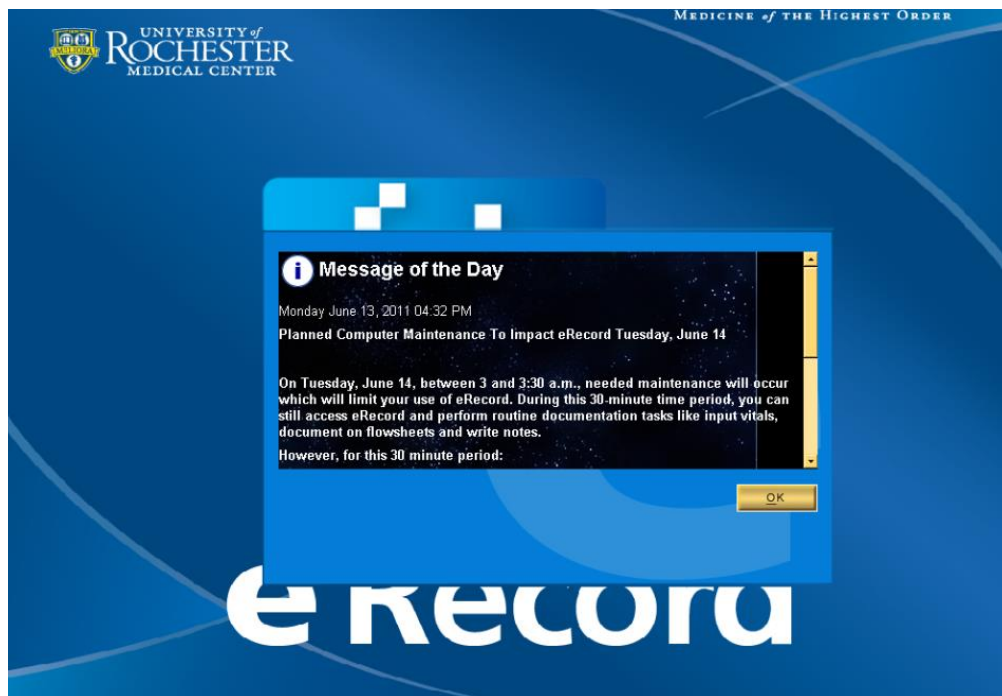 MEDICINE of THE HIGHEST ORDER
UNIVERSITY of
ROCHESTER
MEDICAL CENTER
MELIORA
i Message of the Day
Monday June 13, 2011 04:32 PM
Planned Computer Maintenance To Impact eRecord Tuesday, June 14
On Tuesday, June 14, between 3 and 3:30 a.m., needed maintenance will occur
which will limit your use of eRecord. During this 30-minute time period, you can
still access eRecord and perform routine documentation tasks like input vitals,
document on flowsheets and write notes.
However, for this 30 minute period:
OK
eRecord